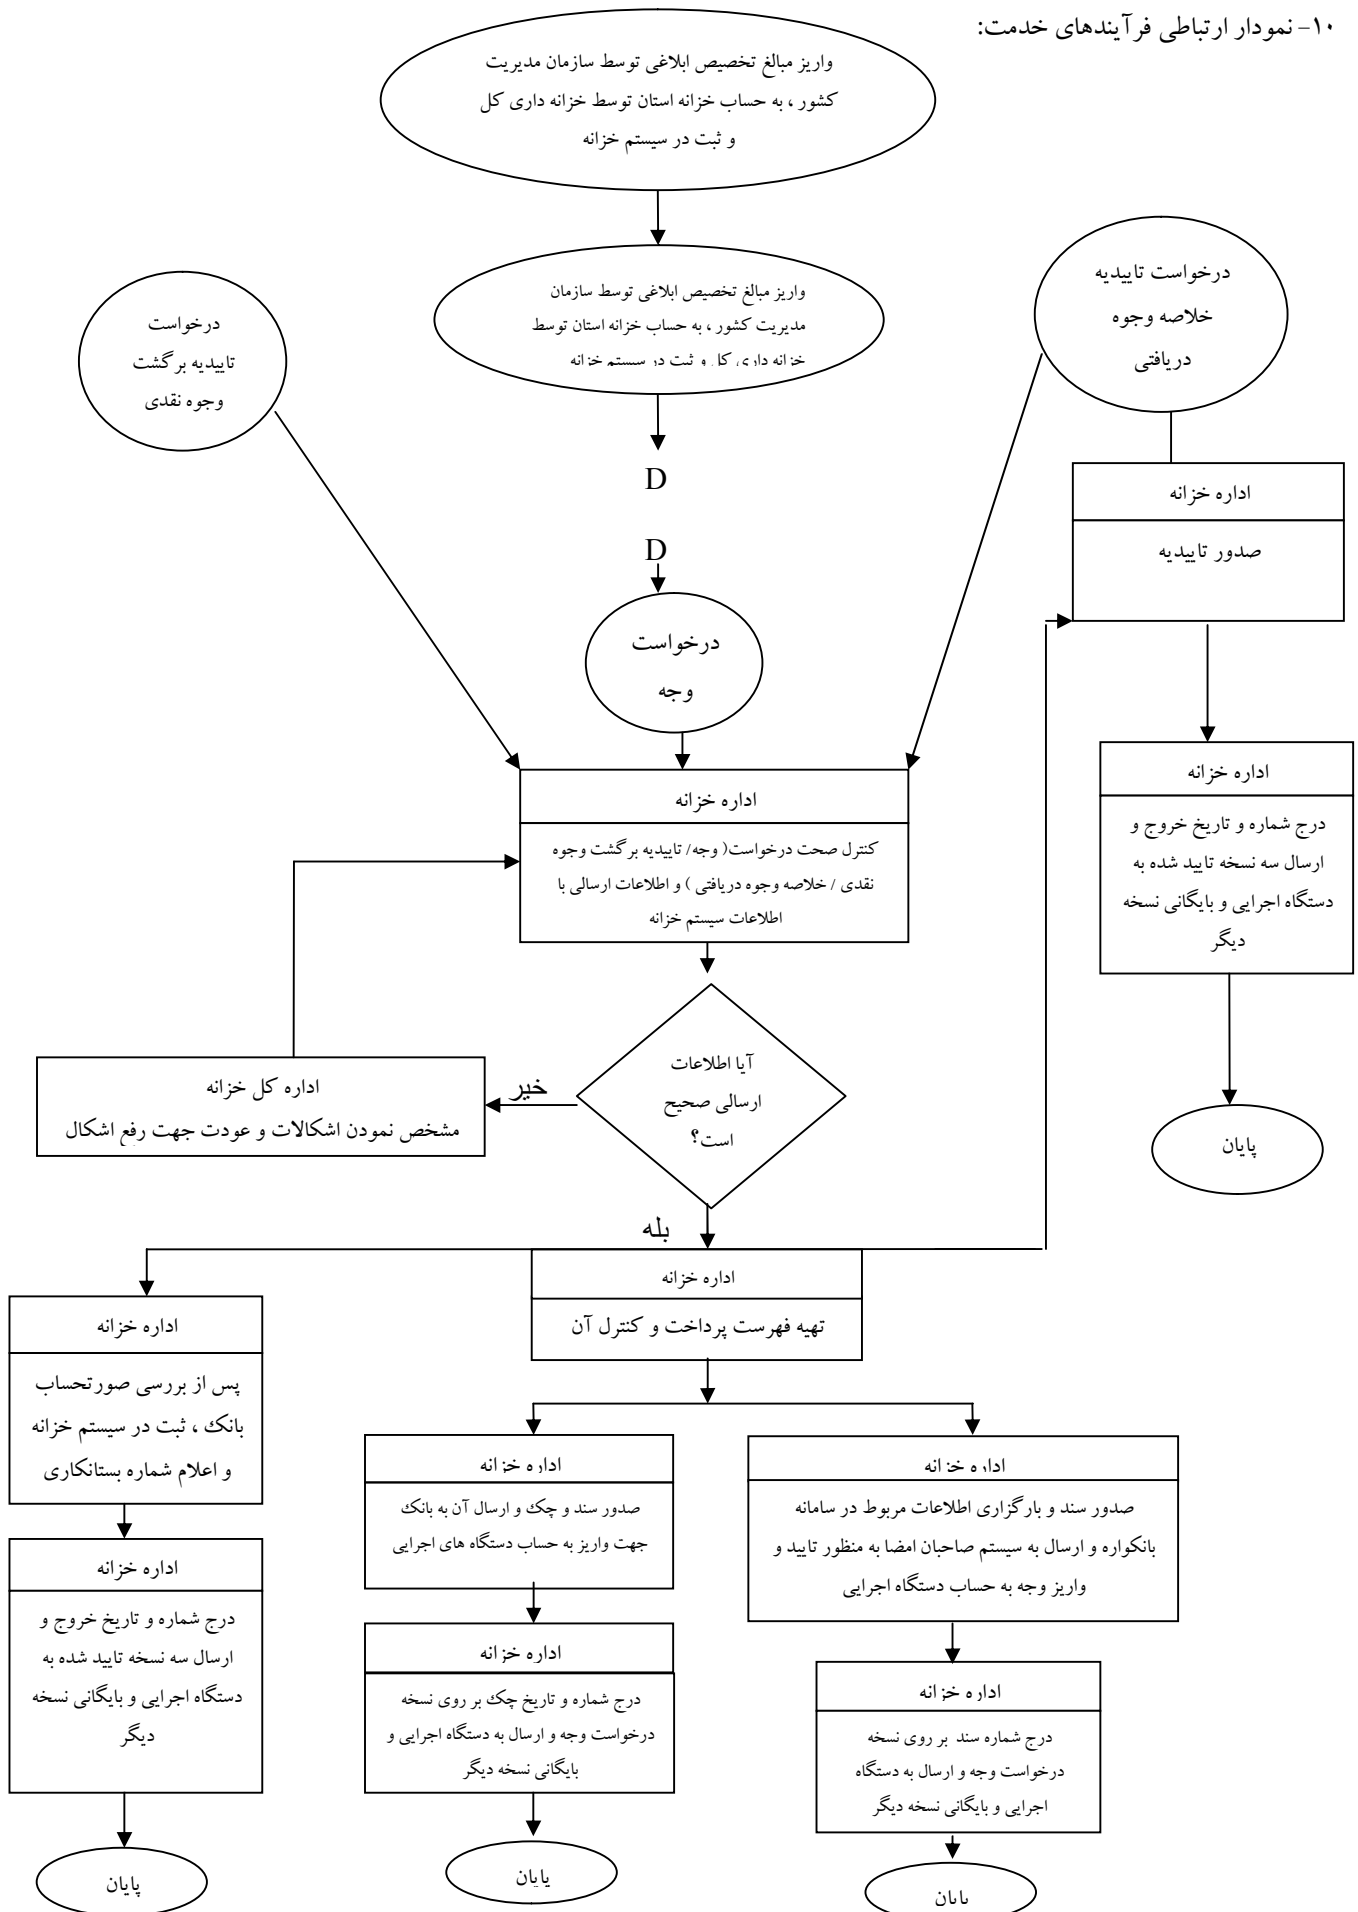 ۱۰- نمودار ارتباطی فرآیندهای خدمت:
واریز مبالغ تخصیص ابلاغی توسط سازمان مدیریت
کشور ، به حساب خزانه استان توسط خزانه داری کل
و ثبت در سیستم خزانه
واریز مبالغ تخصیص ابلاغی توسط سازمان
مدیریت کشور ، به حساب خزانه استان توسط
خزانه داری کل و ثبت در سیستم خزانه
درخواست تاییدیه
خلاصه وجوه
دریافتی
درخواست
تاییدیه برگشت
وجوه نقدی
D
D
اداره خزانه
صدور تاییدیه
درخواست
وجه
اداره خزانه
درج شماره و تاریخ خروج و
ارسال سه نسخه تایید شده به
دستگاه اجرایی و بایگانی نسخه
دیگر
اداره خزانه
کنترل صحت درخواست( وجه/ تاییدیه برگشت وجوه
نقدی / خلاصه وجوه دریافتی ) و اطلاعات ارسالی با
اطلاعات سیستم خزانه
آیا اطلاعات
ارسالی صحیح
است؟
خیر
اداره کل خزانه
مشخص نمودن اشکالات و عودت جهت رفع اشکال
پایان
بله
اداره خزانه
تهیه فهرست پرداخت و کنترل آن
اداره خزانه
پس از بررسی صورتحساب
بانک ، ثبت در سیستم خزانه
و اعلام شماره بستانکاری
اداره خزانه
صدور سند و چک و ارسال آن به بانک
جهت واریز به حساب دستگاه های اجرایی
اداره خزانه
صدور سند و بارگزاری اطلاعات مربوط در سامانه
بانکواره و ارسال به سیستم صاحبان امضا به منظور تایید و
واریز وجه به حساب دستگاه اجرایی
اداره خزانه
درج شماره و تاریخ خروج و
ارسال سه نسخه تایید شده به
دستگاه اجرایی و بایگانی نسخه
دیگر
اداره خزانه
درج شماره و تاریخ چک بر روی نسخه
درخواست وجه و ارسال به دستگاه اجرایی و
بایگانی نسخه دیگر
اداره خزانه
درج شماره سند بر روی نسخه
درخواست وجه و ارسال به دستگاه
اجرایی و بایگانی نسخه دیگر
پایان
پایان
پایان